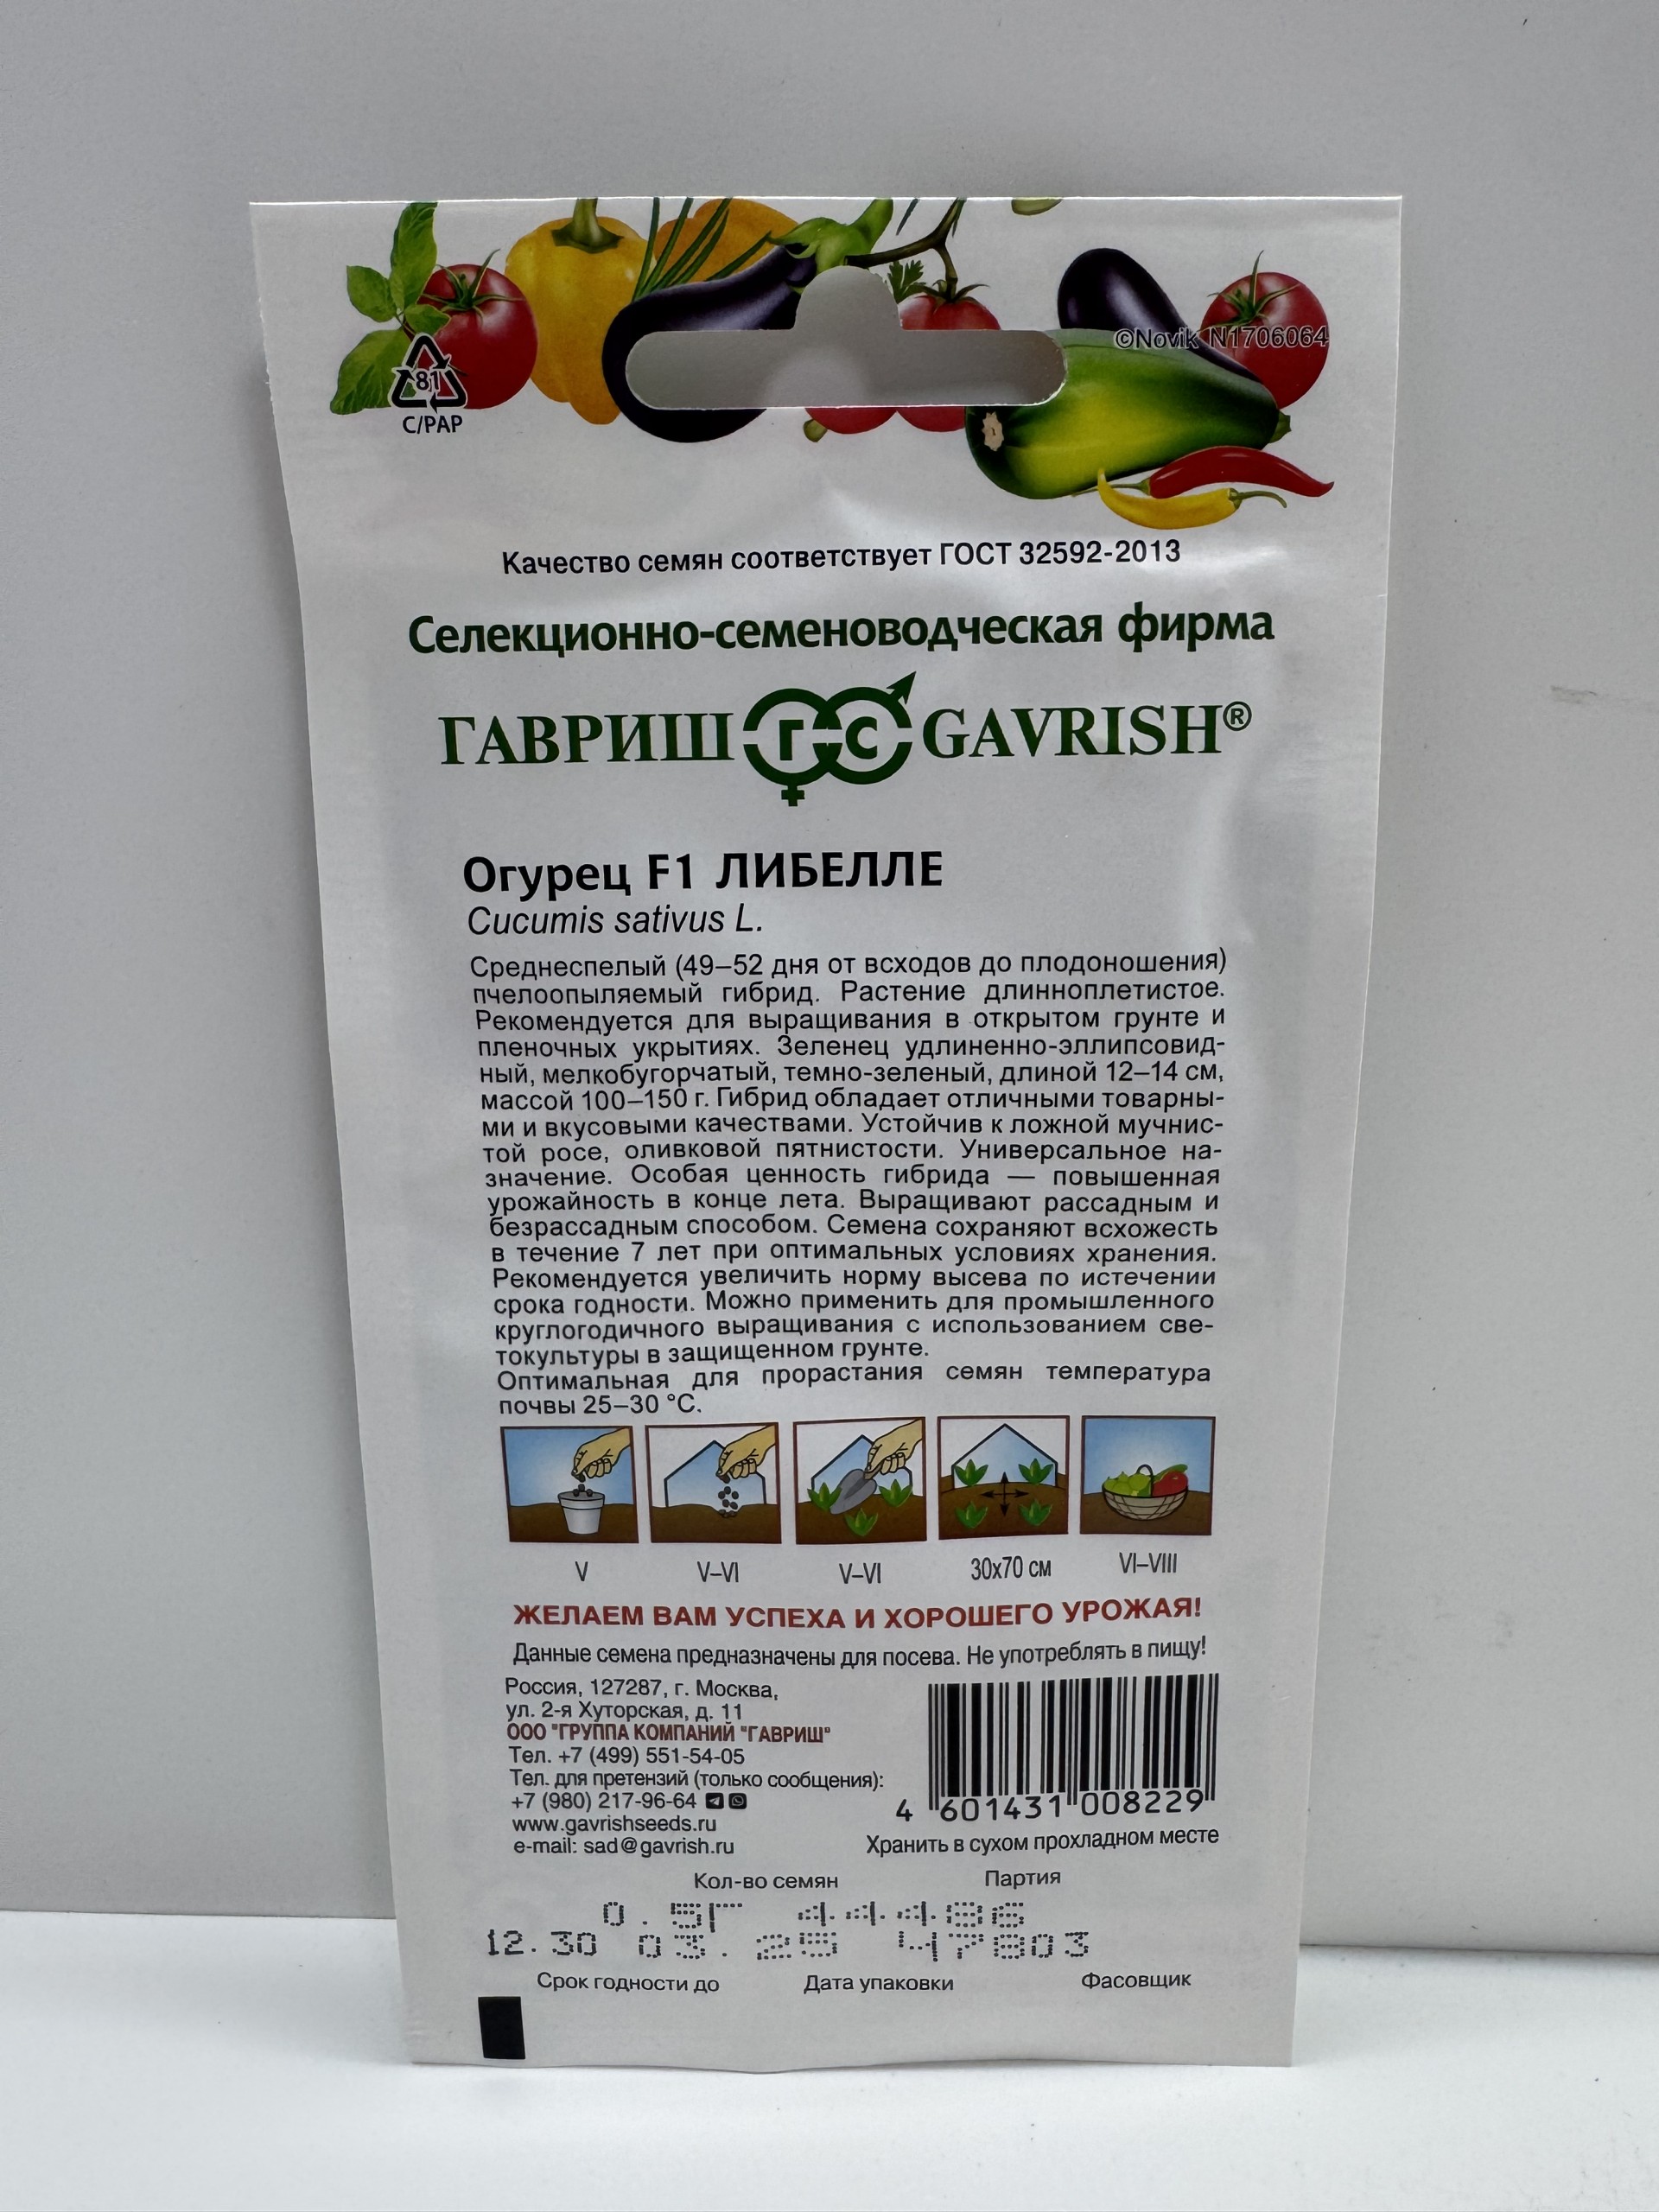 ©Novik N1706064
81
C/PAP
Качество семян соответствует ГОСТ 32592-2013
Селекционно-семеноводческая фирма
ГАВРИШ ГС GAVRISH®
Огурец F1 ЛИБЕЛЛЕ
Cucumis sativus L.
Среднеспелый (49–52 дня от всходов до плодоношения)
пчелоопыляемый гибрид. Растение длинноплетистое.
Рекомендуется для выращивания в открытом грунте и
пленочных укрытиях. Зеленец удлиненно-эллипсовид-
ный, мелкобугорчатый, темно-зеленый, длиной 12–14 см,
массой 100–150 г. Гибрид обладает отличными товарны-
ми и вкусовыми качествами. Устойчив к ложной мучнис-
той росе, оливковой пятнистости. Универсальное на-
значение. Особая ценность гибрида — повышенная
урожайность в конце лета. Выращивают рассадным и
безрассадным способом. Семена сохраняют всхожесть
в течение 7 лет при оптимальных условиях хранения.
Рекомендуется увеличить норму высева по истечении
срока годности. Можно применить для промышленного
круглогодичного выращивания с использованием све-
токультуры в защищенном грунте.
Оптимальная для прорастания семян температура
почвы 25–30 °C.
V V–VI V–VI 30x70 см VI–VIII
ЖЕЛАЕМ ВАМ УСПЕХА И ХОРОШЕГО УРОЖАЯ!
Данные семена предназначены для посева. Не употреблять в пищу!
Россия, 127287, г. Москва,
ул. 2-я Хуторская, д. 11
ООО "ГРУППА КОМПАНИЙ "ГАВРИШ"
Тел. +7 (499) 551-54-05
Тел. для претензий (только сообщения):
+7 (980) 217-96-64
www.gavrishseeds.ru
e-mail: sad@gavrish.ru
4 601431 008229
Хранить в сухом прохладном месте
Кол-во семян Партия
0.5Г 44486
12.30 03.25 47803
Срок годности до Дата упаковки Фасовщик